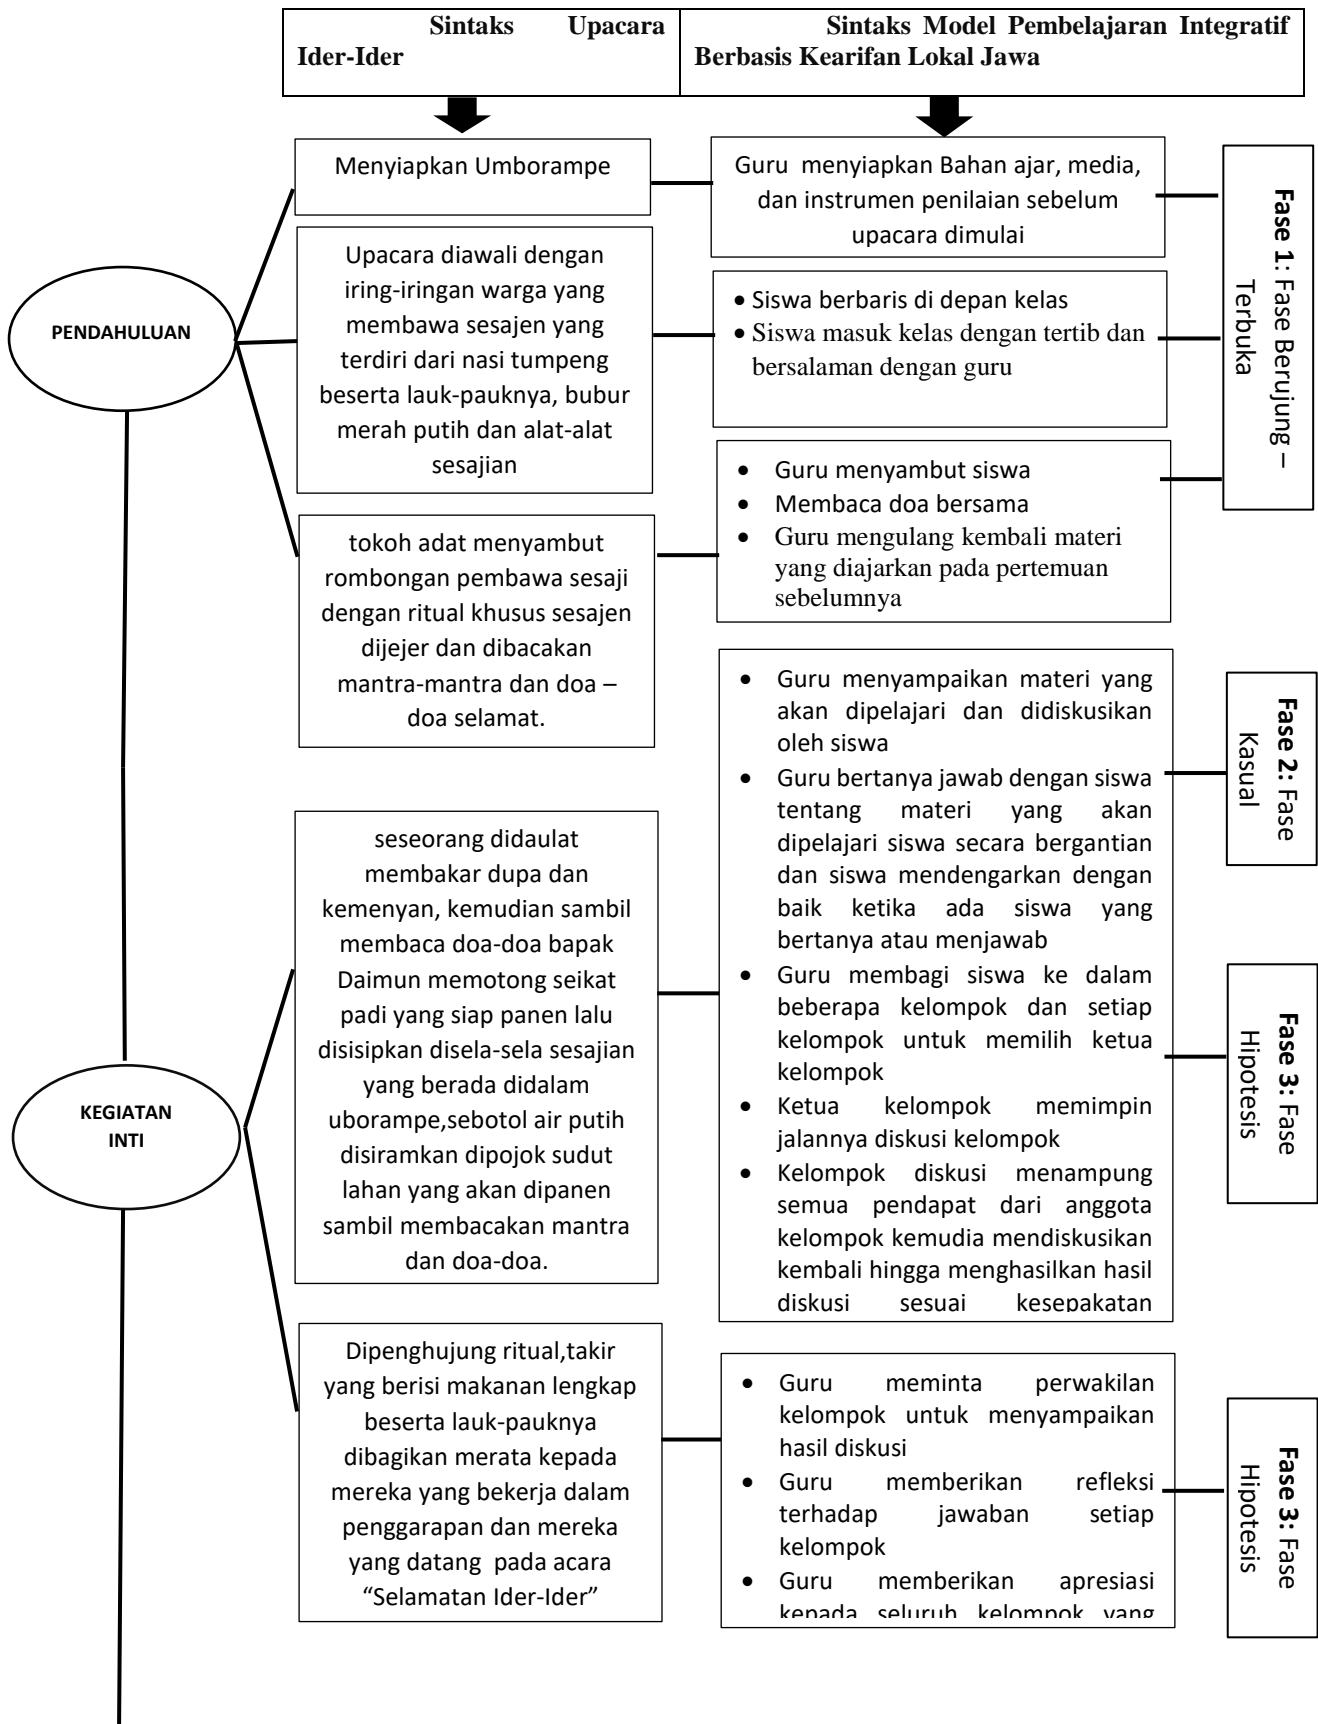 Sintaks Upacara
Ider-Ider
Sintaks Model Pembelajaran Integratif
Berbasis Kearifan Lokal Jawa
PENDAHULUAN
Menyiapkan Umborampe
Guru menyiapkan Bahan ajar, media,
dan instrumen penilaian sebelum
upacara dimulai
Upacara diawali dengan
iring-iringan warga yang
membawa sesajen yang
terdiri dari nasi tumpeng
beserta lauk-pauknya, bubur
merah putih dan alat-alat
sesajian
• Siswa berbaris di depan kelas
• Siswa masuk kelas dengan tertib dan
bersalaman dengan guru
tokoh adat menyambut
rombongan pembawa sesaji
dengan ritual khusus sesajen
dijejer dan dibacakan
mantra-mantra dan doa –
doa selamat.
• Guru menyambut siswa
• Membaca doa bersama
• Guru mengulang kembali materi
yang diajarkan pada pertemuan
sebelumnya
Fase 1: Fase Berujung –
Terbuka
KEGIATAN
INTI
seseorang didaulat
membakar dupa dan
kemenyan, kemudian sambil
membaca doa-doa bapak
Daimun memotong seikat
padi yang siap panen lalu
disisipkan disela-sela sesajian
yang berada didalam
uborampe,sebotol air putih
disiramkan dipojok sudut
lahan yang akan dipanen
sambil membacakan mantra
dan doa-doa.
• Guru menyampaikan materi yang
akan dipelajari dan didiskusikan
oleh siswa
• Guru bertanya jawab dengan siswa
tentang materi yang akan
dipelajari siswa secara bergantian
dan siswa mendengarkan dengan
baik ketika ada siswa yang
bertanya atau menjawab
• Guru membagi siswa ke dalam
beberapa kelompok dan setiap
kelompok untuk memilih ketua
kelompok
• Ketua kelompok memimpin
jalannya diskusi kelompok
• Kelompok diskusi menampung
semua pendapat dari anggota
kelompok kemudia mendiskusikan
kembali hingga menghasilkan hasil
diskusi sesuai kesepakatan
Fase 2: Fase
Kasual
Fase 3: Fase
Hipotesis
Dipenghujung ritual,takir
yang berisi makanan lengkap
beserta lauk-pauknya
dibagikan merata kepada
mereka yang bekerja dalam
penggarapan dan mereka
yang datang pada acara
“Selamatan Ider-Ider”
• Guru meminta perwakilan
kelompok untuk menyampaikan
hasil diskusi
• Guru memberikan refleksi
terhadap jawaban setiap
kelompok
• Guru memberikan apresiasi
kepada seluruh kelompok yang
Fase 3: Fase
Hipotesis